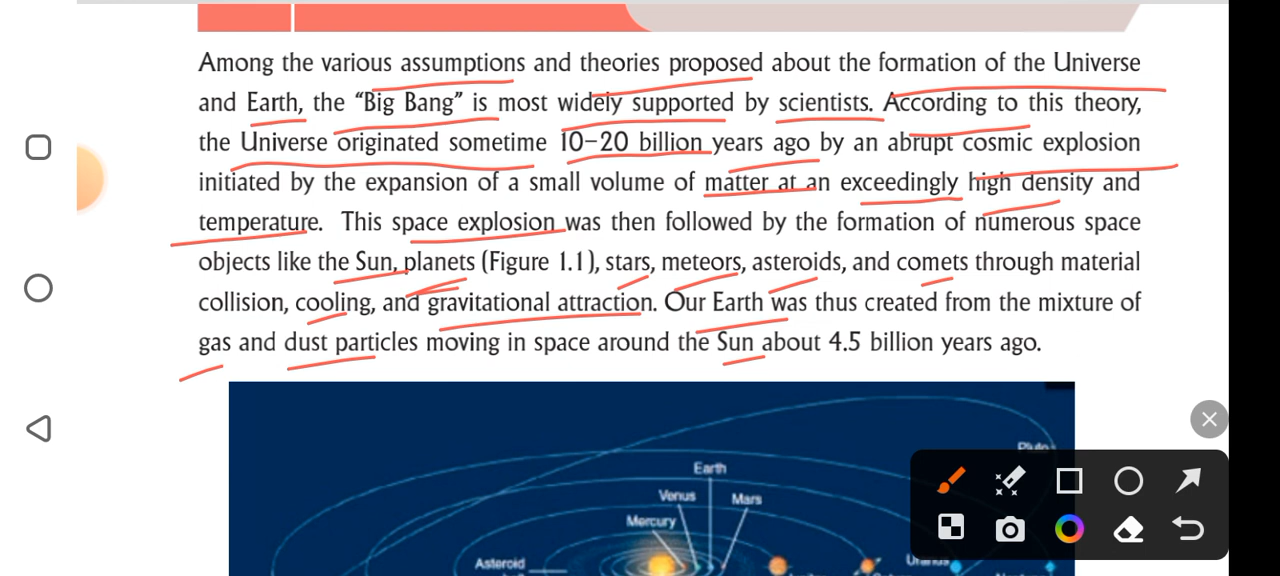 Among the various assumptions and theories proposed about the formation of the Universe
and Earth, the “Big Bang” is most widely supported by scientists. According to this theory,
the Universe originated sometime 10–20 billion years ago by an abrupt cosmic explosion
initiated by the expansion of a small volume of matter at an exceedingly high density and
temperature. This space explosion was then followed by the formation of numerous space
objects like the Sun, planets (Figure 1.1), stars, meteors, asteroids, and comets through material
collision, cooling, and gravitational attraction. Our Earth was thus created from the mixture of
gas and dust particles moving in space around the Sun about 4.5 billion years ago.
Pluto
Earth
Venus Mars
Mercury
Asteroid
Uranus